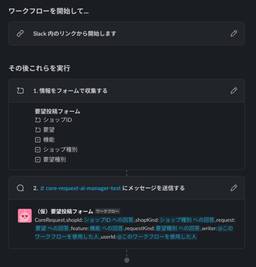 ワークフローを開始して...
Slack 内のリンクから開始します
その後これらを実行
1. 情報をフォームで収集する
要望投稿フォーム
ショップID
要望
機能
ショップ種別
要望種別
2. # core-request-ai-manager-test にメッセージを送信する
（仮）要望投稿フォーム ワークフロー
CoreRequest,shopId:ショップID への回答,shopKind:ショップ種別 への回答,request:
要望 への回答,feature:機能 への回答,requestKind:要望種別 への回答,writer:@この
ワークフローを使用した人,userId:@このワークフローを使用した人